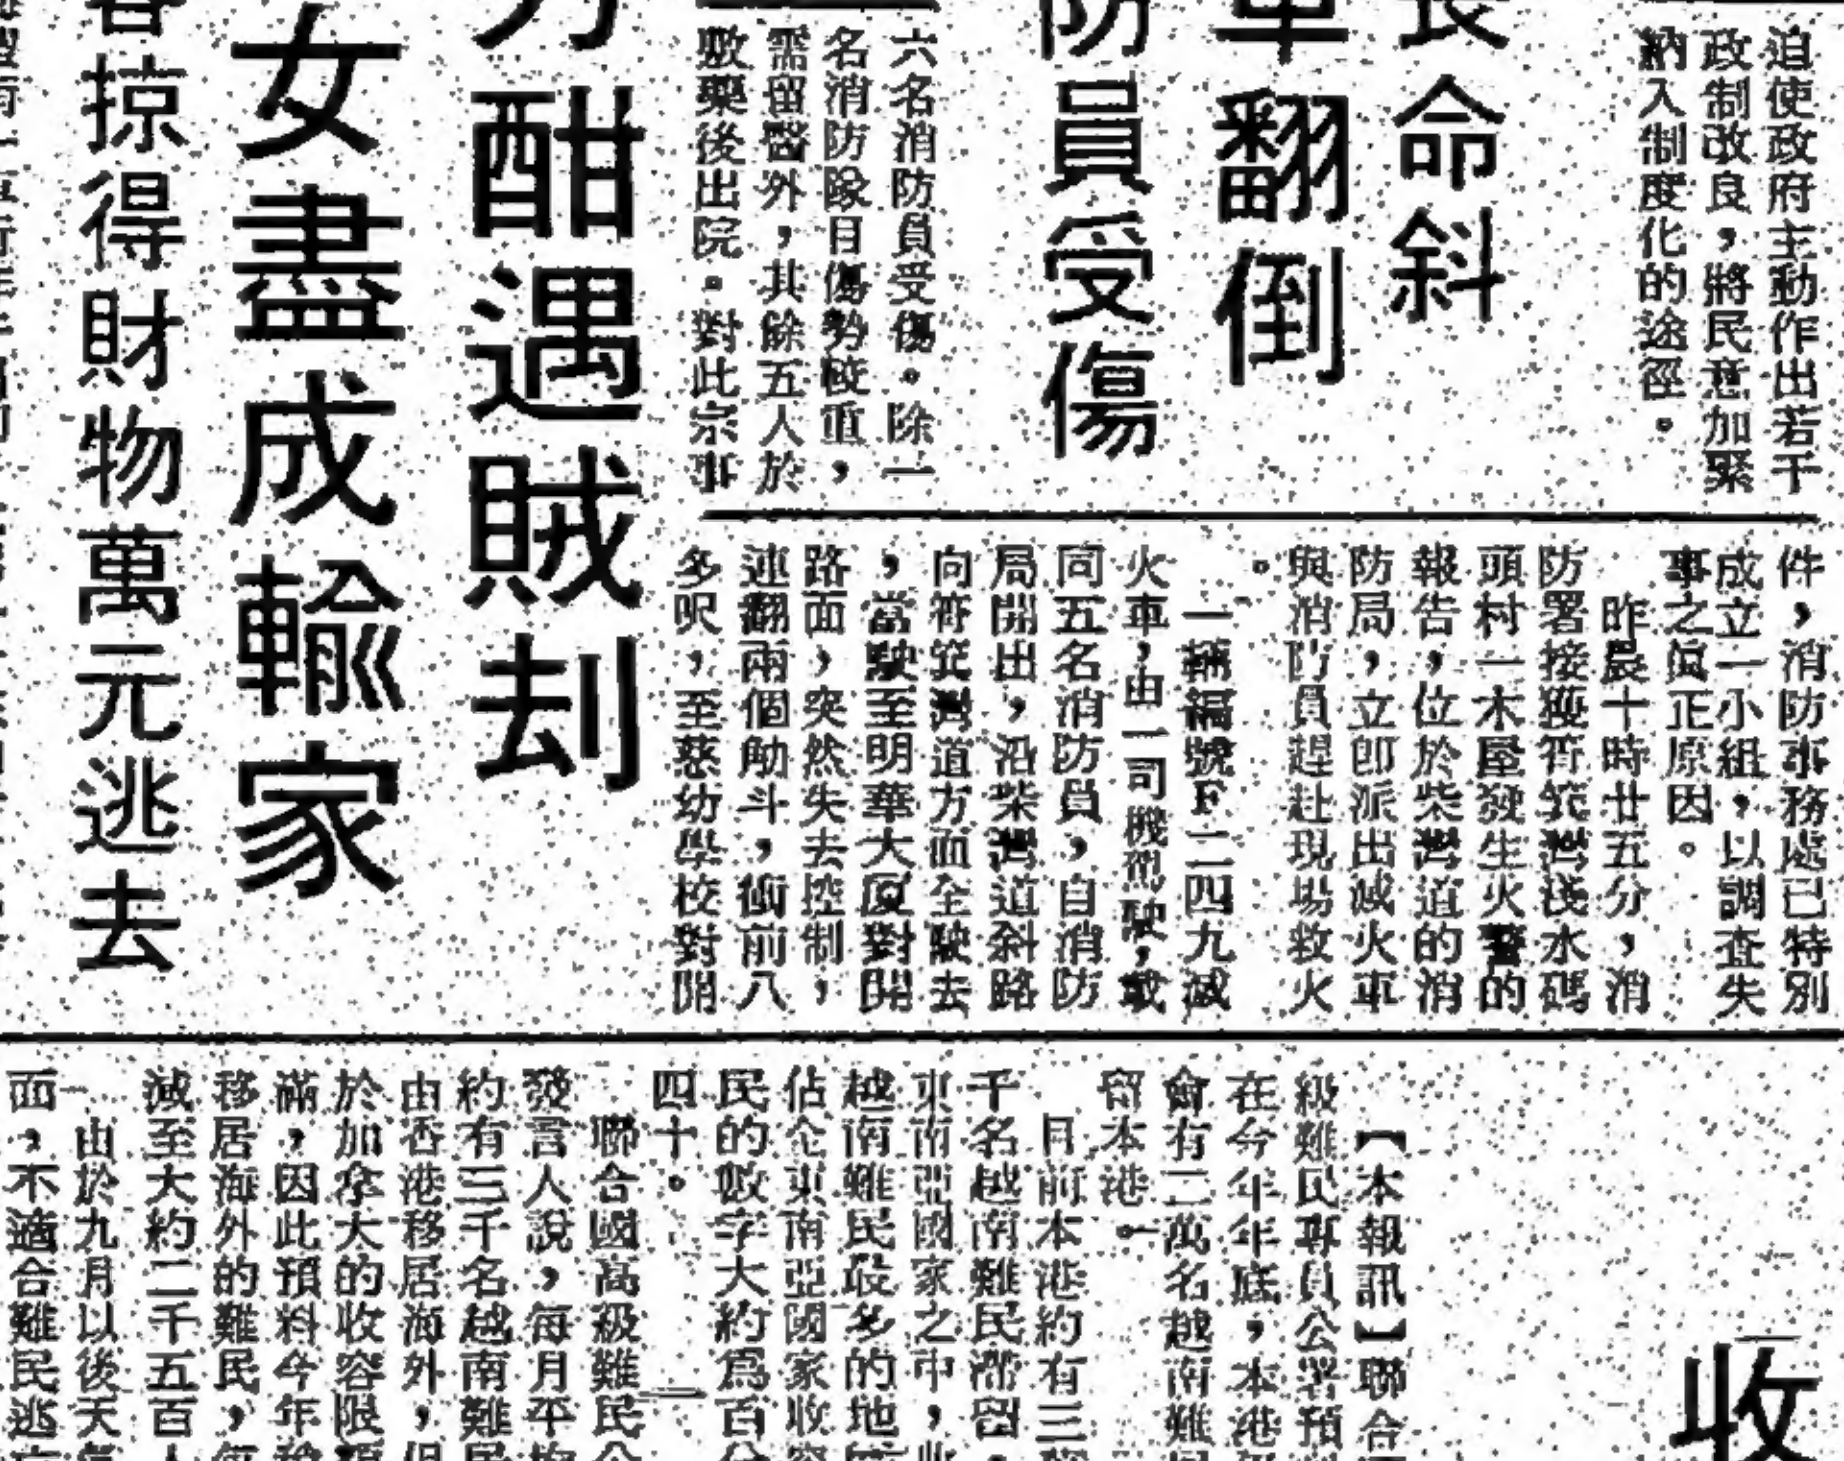 迫使政府主動作出若干
政制改良，將民意加緊
納入制度化的途徑。
長命斜
車翻倒
防員受傷
六名消防員受傷。除一
名消防隊目傷勢較重，
需留醫外，其餘五人於
敷藥後出院。對此宗事
件，消防事務處已特別
成立一小組，以調查失
事之眞正原因。
昨晨十時廿五分，消
防署接獲筲箕灣淺水碼
頭村一木屋發生火警的
報告，位於柴灣道的消
防局，立卽派出滅火車
與消防員趕赴現場救火
。
一輛編號F二四九滅
火車，由一司機駕駛，載
同五名消防員，自消防
局開出，沿柴灣道斜路
向筲箕灣道方面全駛去
，當駛至明華大厦對開
路面，突然失去控制，
連翻兩個觔斗，衝前八
多呎，至慈幼學校對開
酣遇賊刦
女盡成輸家
掠得財物萬元逃去
收
【本報訊】聯合
級難民專員公署預
在今年年底，本港
會有二萬名越南難
留本港。
目前本港約有三
千名越南難民滯留，
東南亞國家之中，
越南難民最多的地
佔全東南亞國家收容
民的數字大約爲百分
四十。
聯合國高級難民公
發言人說，每月平均
約有三千名越南難民
由香港移居海外，但
於加拿大的收容限額
滿，因此預料今年
移居海外的難民，
減至大約二千五百人
由於九月以後天氣
面，不適合難民逃